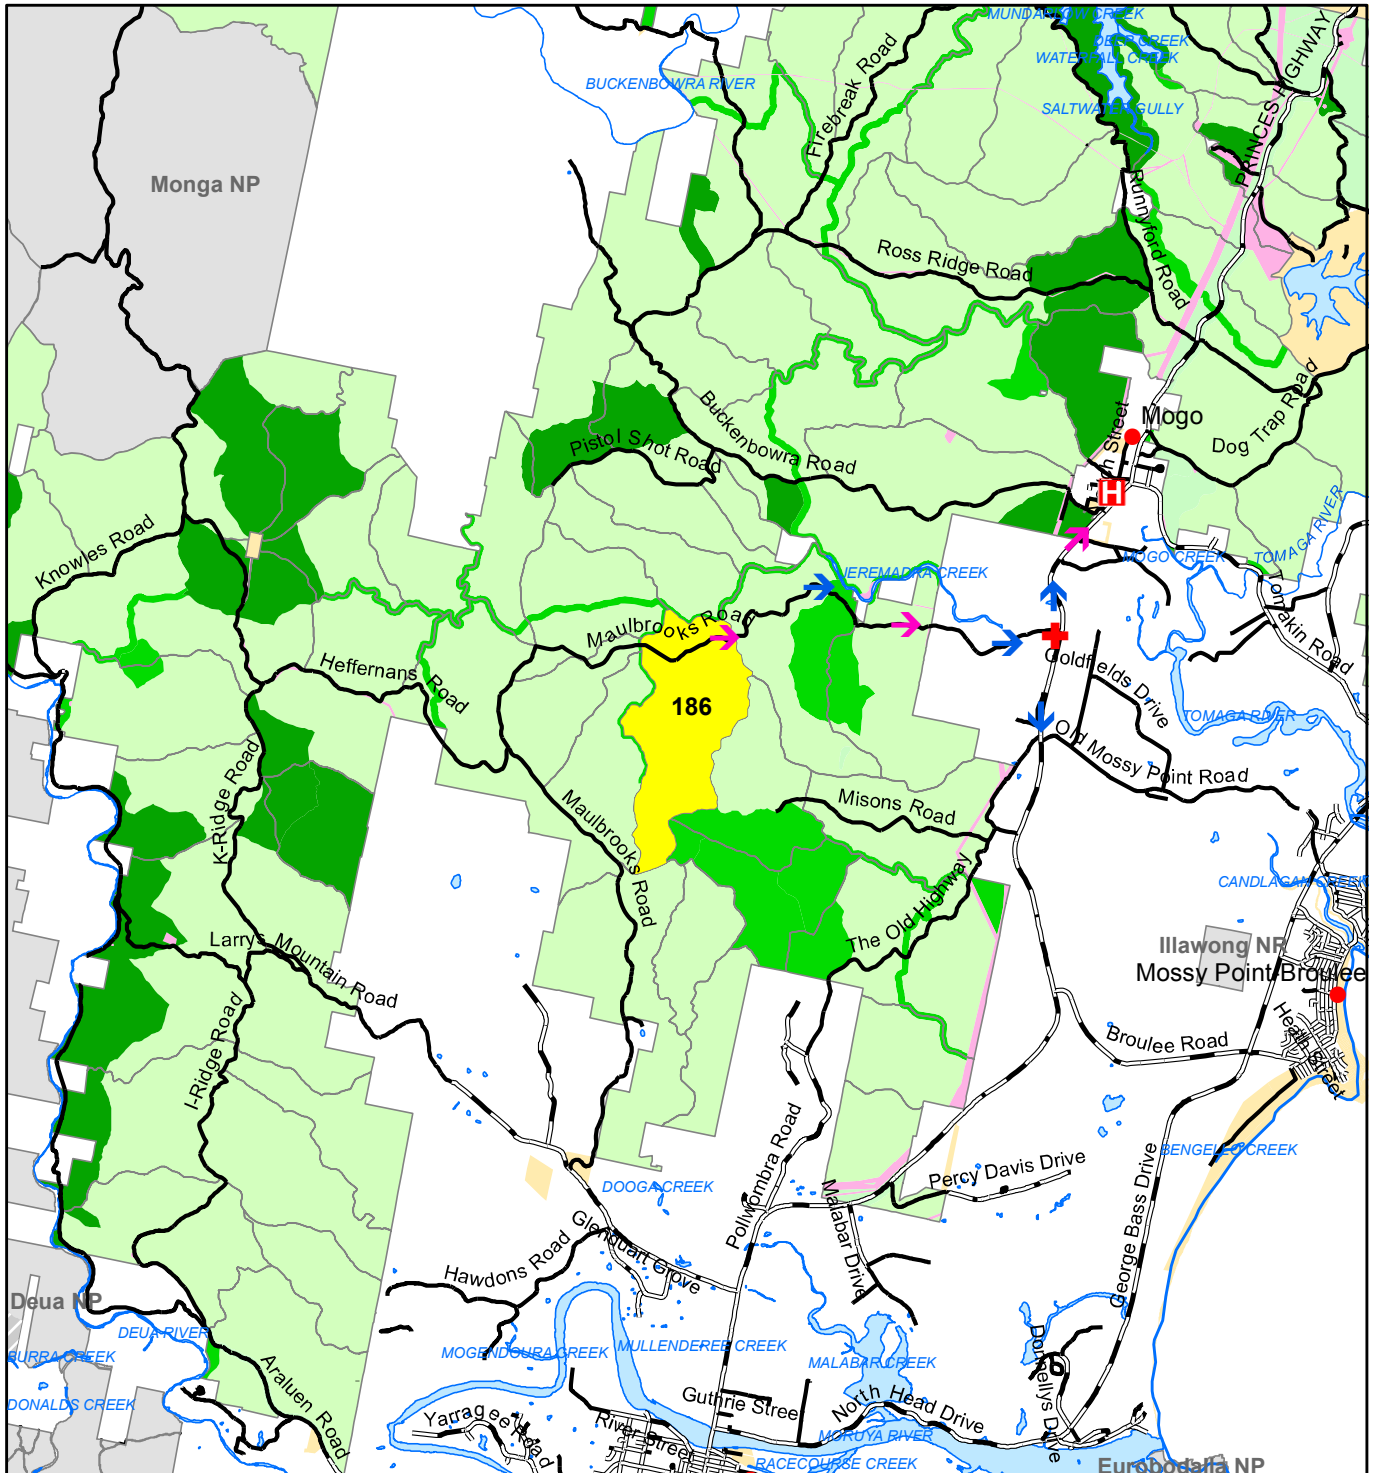 MUNDARLOW CREEK
DEEP CREEK
WATERFALL CREEK
BUCKENBOWRA RIVER
SALTWATER GULLY
Firebreak Road
PRINCES HIGHWAY
Monga NP
Runnyford Road
Ross Ridge Road
Mogo
Buckenbowra Road
Dog Trap Road
Pistol Shot Road
Street
H
Knowles Road
TOMAGA RIVER
MOGO CREEK
JEREMADRA CREEK
Tomakin Road
Maulbrooks Road
Heffernans Road
Goldfields Drive
186
TOMAGA RIVER
Old Mossy Point Road
K-Ridge Road
Misons Road
Maulbrooks Road
CANDLAGAN CREEK
The Old Highway
Larrys Mountain Road
Illawong NR
Mossy Point-Broulee
I-Ridge Road
Broulee Road
Heath Street
BENGELLO CREEK
Percy Davis Drive
DOOGA CREEK
Pollwombra Road
Malabar Drive
George Bass Drive
Glenduart Grove
Hawdons Road
Deua NP
DEUA RIVER
BURRA CREEK
MOGENDOURA CREEK
MULLENDEREE CREEK
MALABAR CREEK
Donnellys Drive
Araluen Road
DONALDS CREEK
Guthrie Street
North Head Drive
Yarragee Road
River Street
MORUYA RIVER
RACECOURSE CREEK
Eurobodalla NP